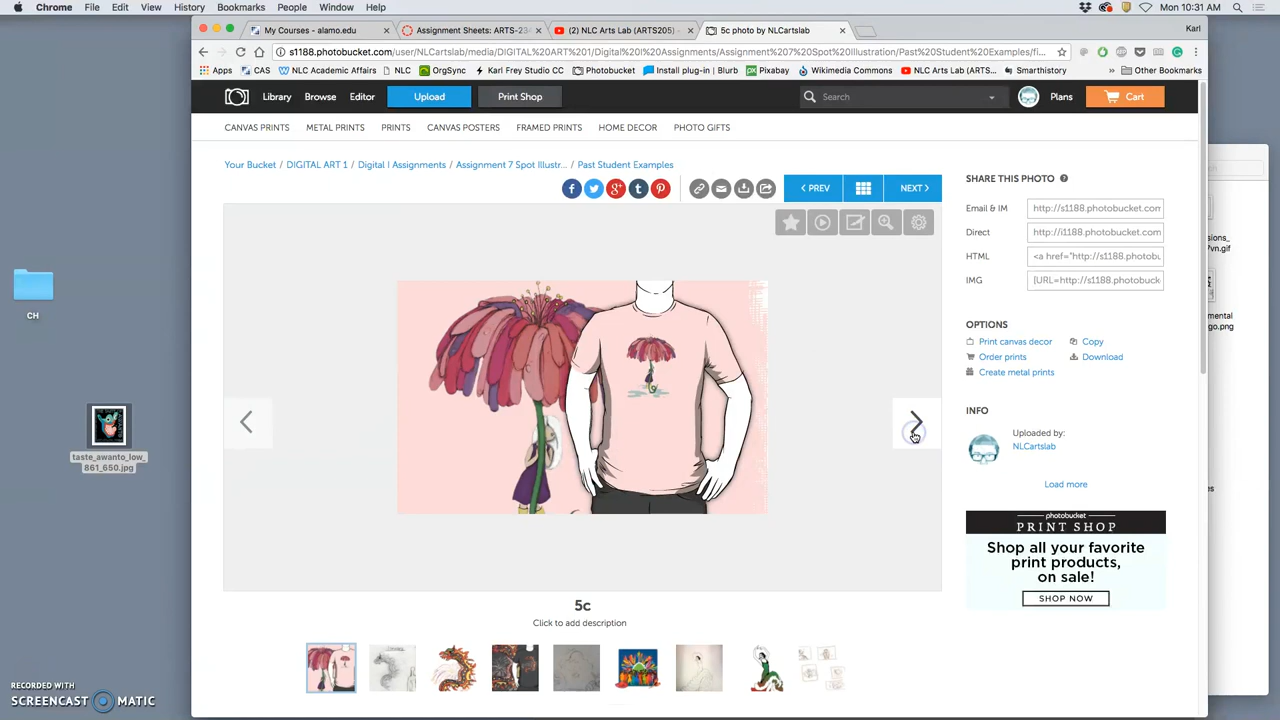 Chrome File Edit View History Bookmarks People Window Help Mon 10:31 AM
My Courses - alamo.edu Assignment Sheets: ARTS-23 (2) NLC Arts Lab (ARTS205) - 5c photo by NLCartslab Karl
s1188.photobucket.com/user/NLCartslab/media/DIGITAL%20ART%201/Digital%20I%20Assignments/Assignment%207%20Spot%20Illustration/Past%20Student%20Examples/fi...
Apps CAS NLC Academic Affairs NLC OrgSync Karl Frey Studio CC Photobucket Install plug-in | Blurb Pixabay Wikimedia Commons NLC Arts Lab (ARTS... Smarthistory » Other Bookmarks
Library Browse Editor Upload Print Shop Search Plans Cart
CANVAS PRINTS METAL PRINTS PRINTS CANVAS POSTERS FRAMED PRINTS HOME DECOR PHOTO GIFTS
Your Bucket / DIGITAL ART 1 / Digital I Assignments / Assignment 7 Spot Illustr... / Past Student Examples
PREV NEXT
SHARE THIS PHOTO
Email & IM http://s1188.photobucket.com
Direct http://i1188.photobucket.com
HTML <a href="http://s1188.photobu
IMG [URL=http://s1188.photobuck
OPTIONS
Print canvas decor Copy
Order prints Download
Create metal prints
INFO
Uploaded by:
NLCartslab
Load more
photobucket
PRINT SHOP
Shop all your favorite
print products,
on sale!
SHOP NOW
5c
Click to add description
CH
taste_awanto_low_
861_650.jpg
sions_
7vn.gif
mental
go.png
es
RECORDED WITH
SCREENCAST MATIC